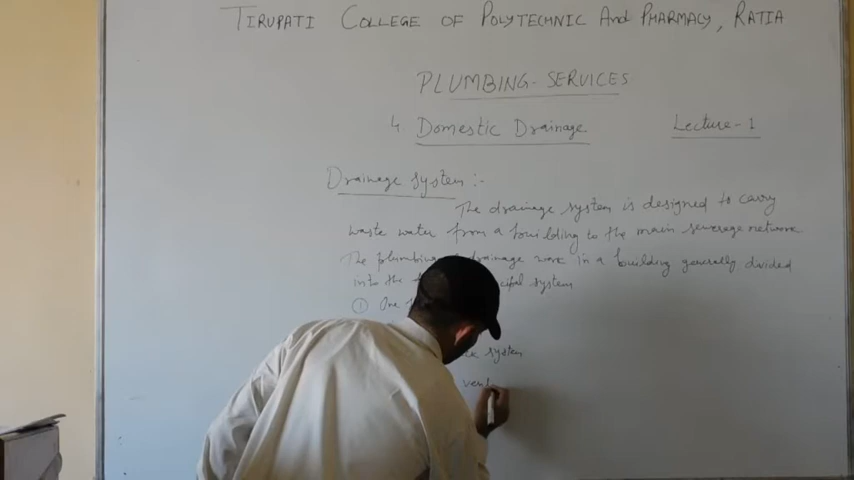 TIRUPATI COLLEGE OF POLYTECHNIC And PHARMACY, RATIA
PLUMBING - SERVICES
4 Domestic Drainage Lecture - 1
Drainage system :-
The drainage system is designed to carry
waste water from a building to the main sewerage network
The plumbing drainage work in a building generally divided
into the system
① One
system
vent